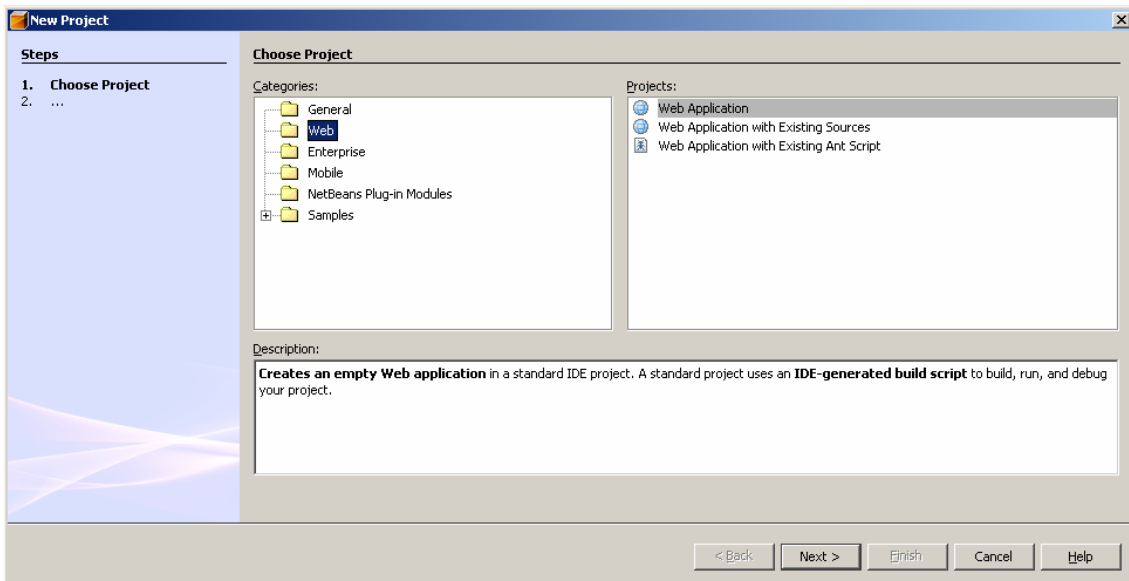 New Project
Steps
1. Choose Project
2. ...
Choose Project
Categories:
General
Web
Enterprise
Mobile
NetBeans Plug-in Modules
Samples
Projects:
Web Application
Web Application with Existing Sources
Web Application with Existing Ant Script
Description:
Creates an empty Web application in a standard IDE project. A standard project uses an IDE-generated build script to build, run, and debug
your project.
< Back
Next >
Finish
Cancel
Help